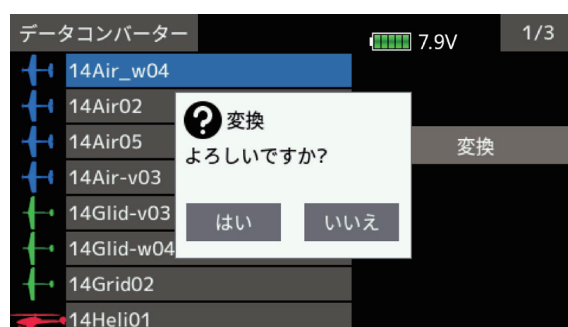 データコンバーター 7.9V 1/3
14Air_w04
14Air02
14Air05
14Air-v03
14Glid-v03
14Glid-w04
14Grid02
14Heli01
変換
変換
よろしいですか?
はい いいえ